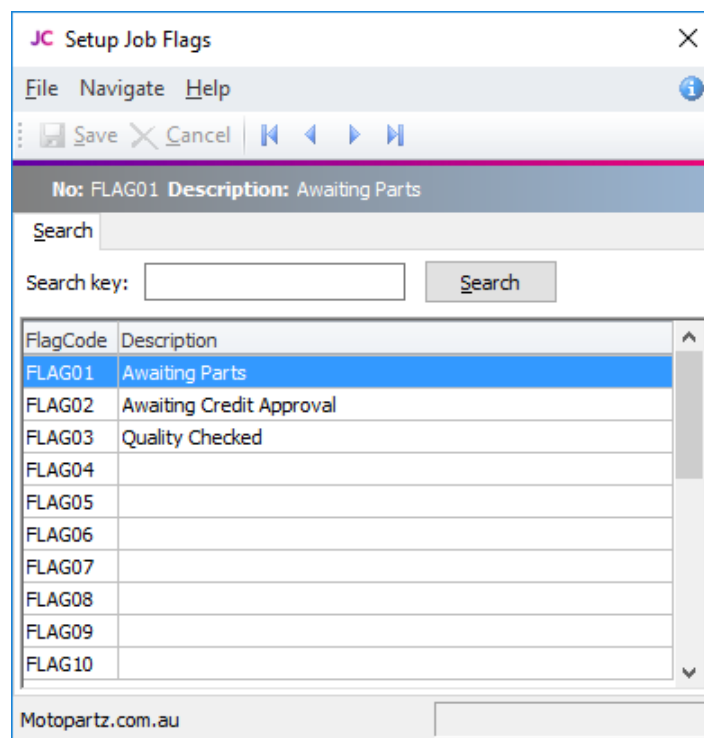 JC Setup Job Flags
File Navigate Help
Save Cancel
No: FLAG01 Description: Awaiting Parts
Search
Search key: Search
FlagCode Description
FLAG01 Awaiting Parts
FLAG02 Awaiting Credit Approval
FLAG03 Quality Checked
FLAG04
FLAG05
FLAG06
FLAG07
FLAG08
FLAG09
FLAG10
Motopartz.com.au